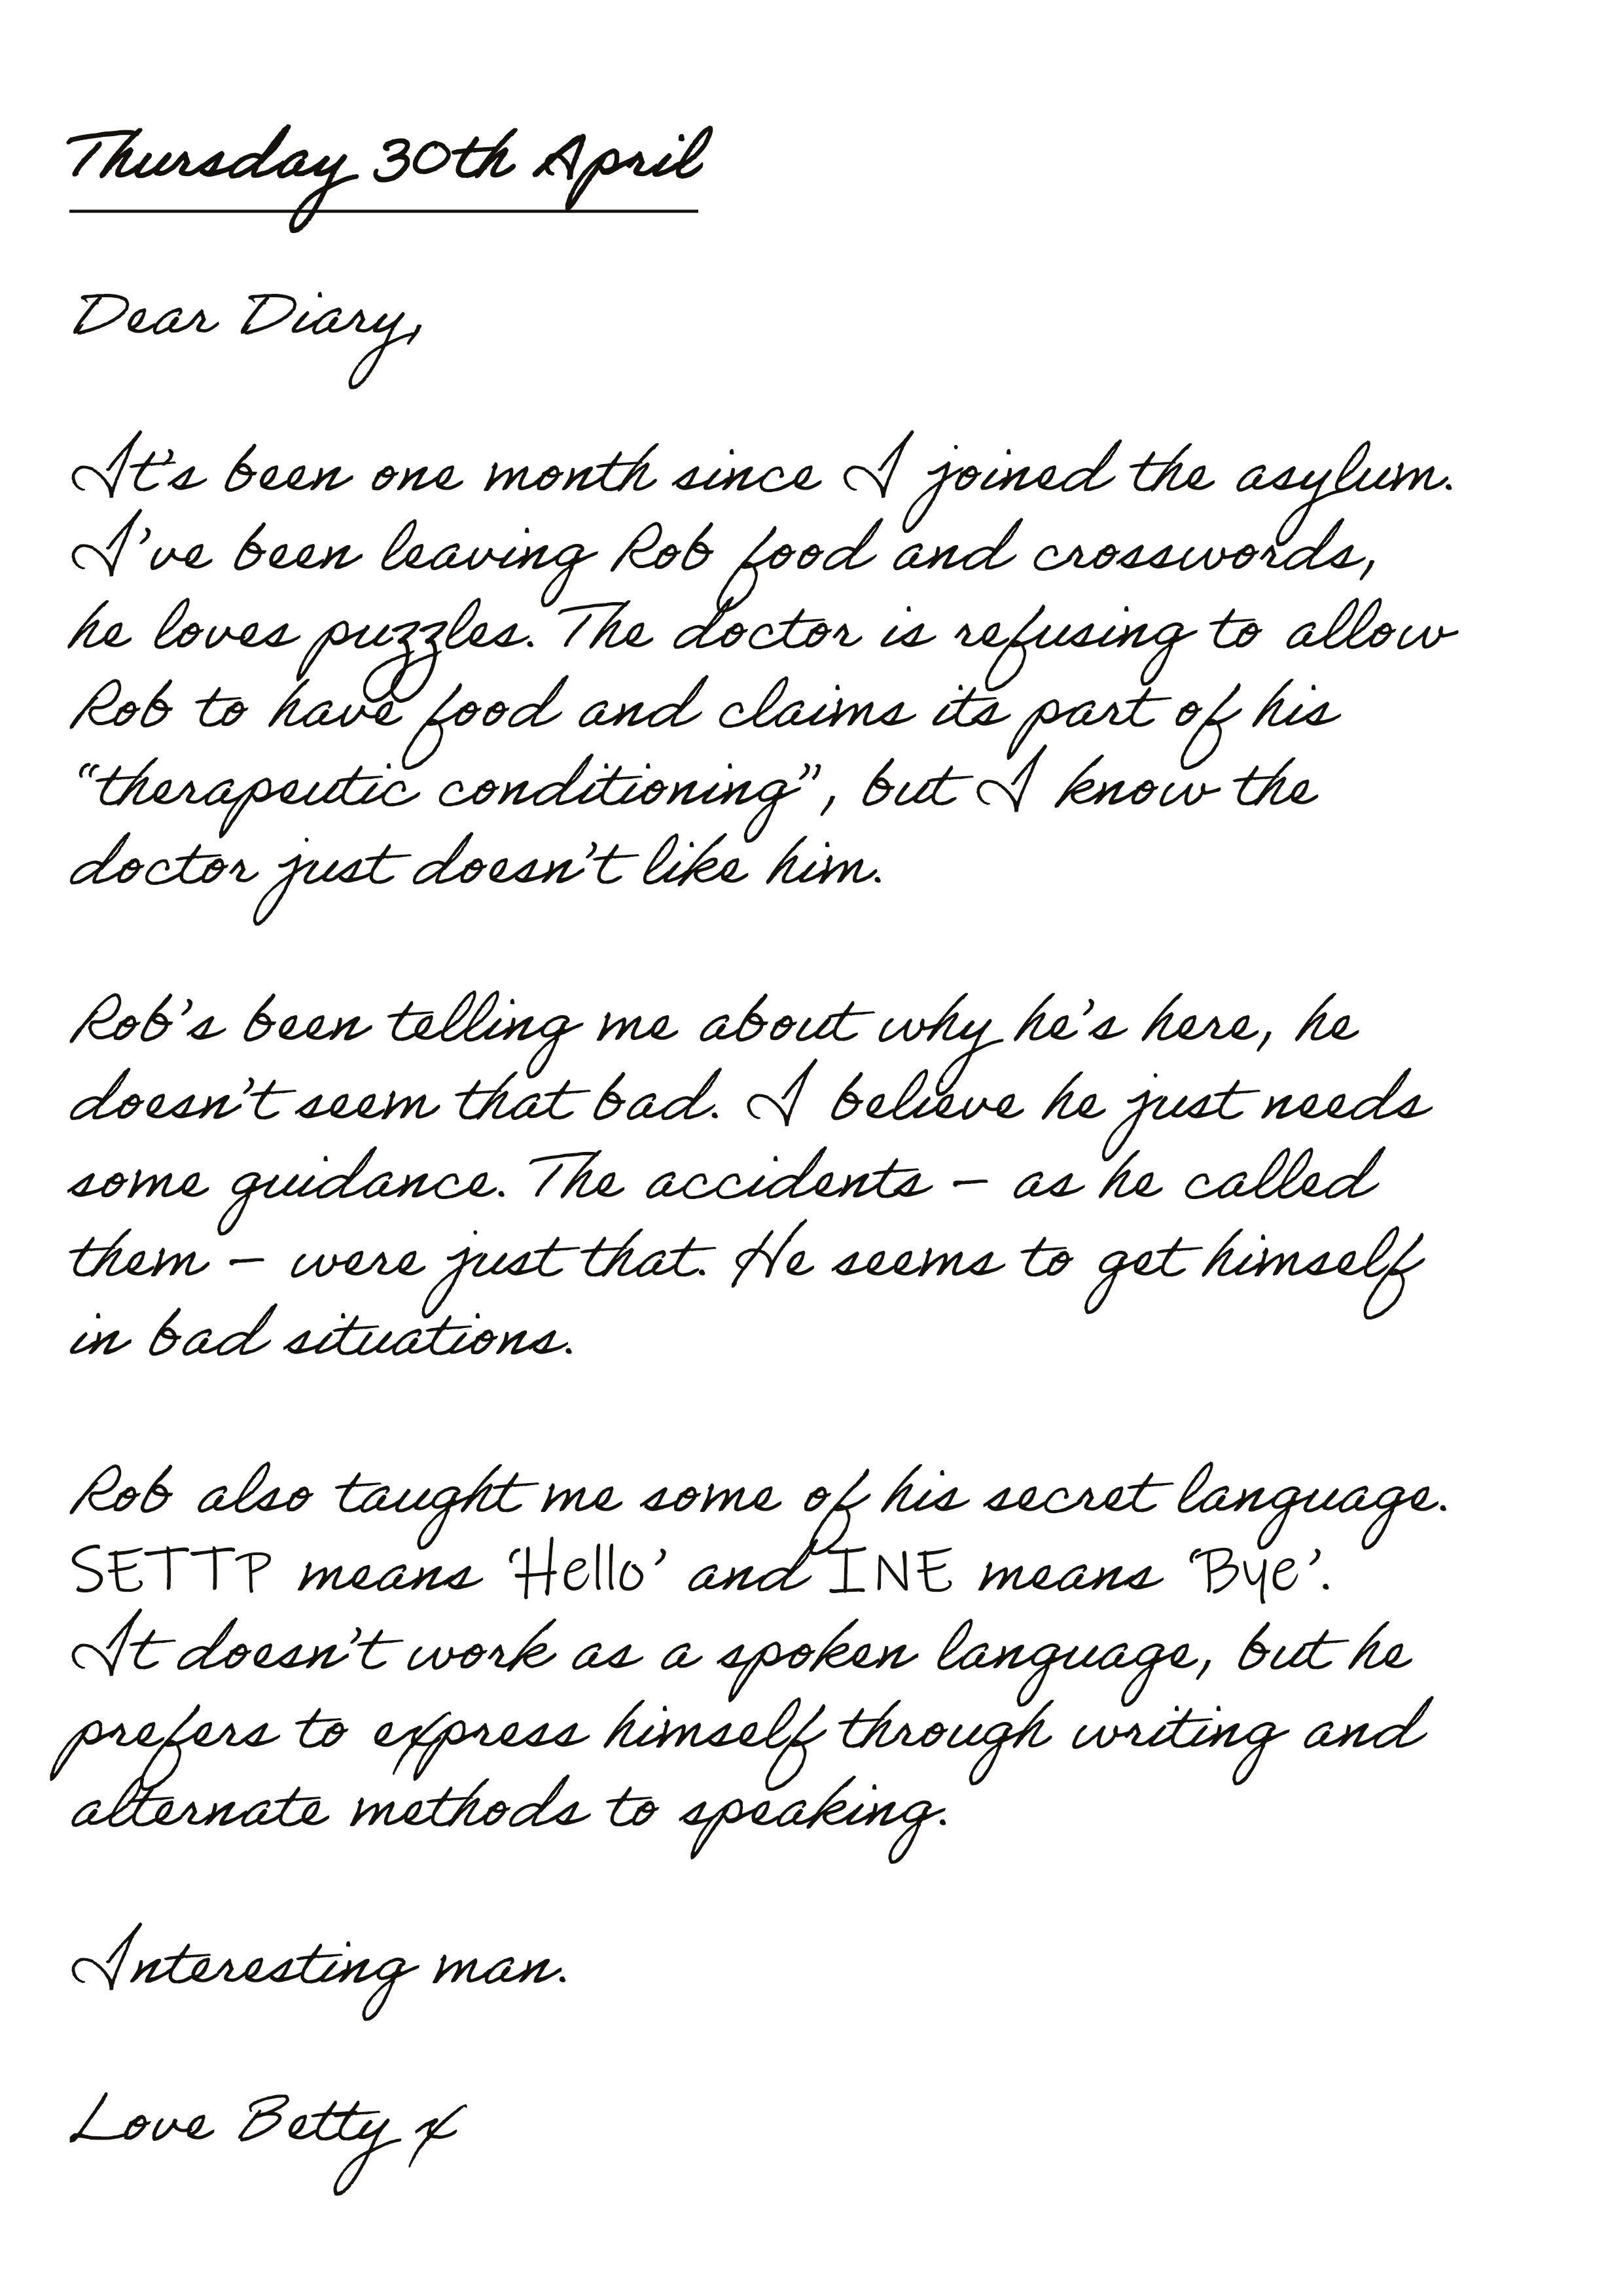 Thursday 30th April
Dear Diary,
It's been one month since I joined the asylum.
I've been leaving Rob food and crosswords,
he loves puzzles. The doctor is refusing to allow
Rob to have food and claims its part of his
“therapeutic conditioning”, but I know the
doctor just doesn't like him.
Rob's been telling me about why he's here, he
doesn't seem that bad. I believe he just needs
some guidance. The accidents – as he called
them – were just that. He seems to get himself
in bad situations.
Rob also taught me some of his secret language.
SETTP means ‘Hello’ and INE means ‘Bye’.
It doesn't work as a spoken language, but he
prefers to express himself through writing and
alternate methods to speaking.
Interesting man.
Love Betty x